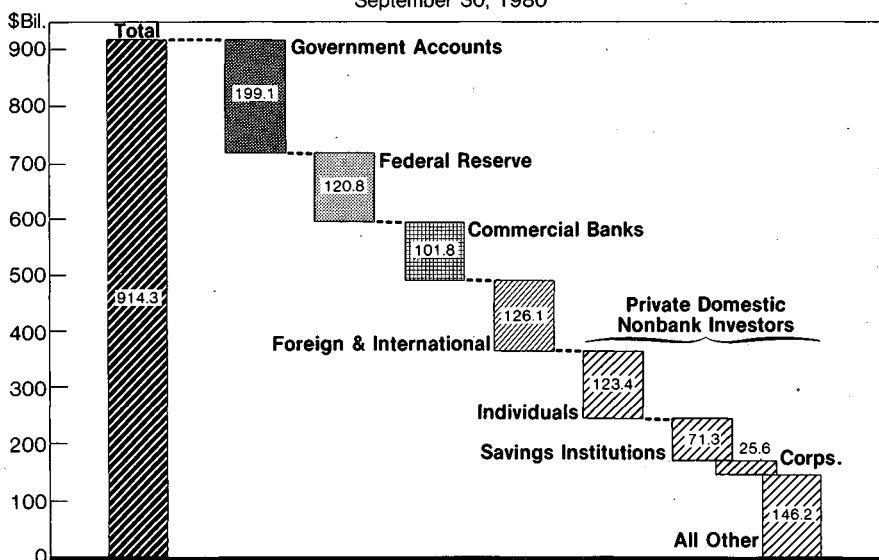 September 30, 1980
$Bil.
Total
900
Government Accounts
199.1
800
700
Federal Reserve
120.8
600
Commercial Banks
101.8
500
914.3
126.1
Private Domestic
Nonbank Investors
400
Foreign & International
300
123.4
Individuals
200
71.3
25.6
Savings Institutions
Corps.
100
146.2
All Other
0